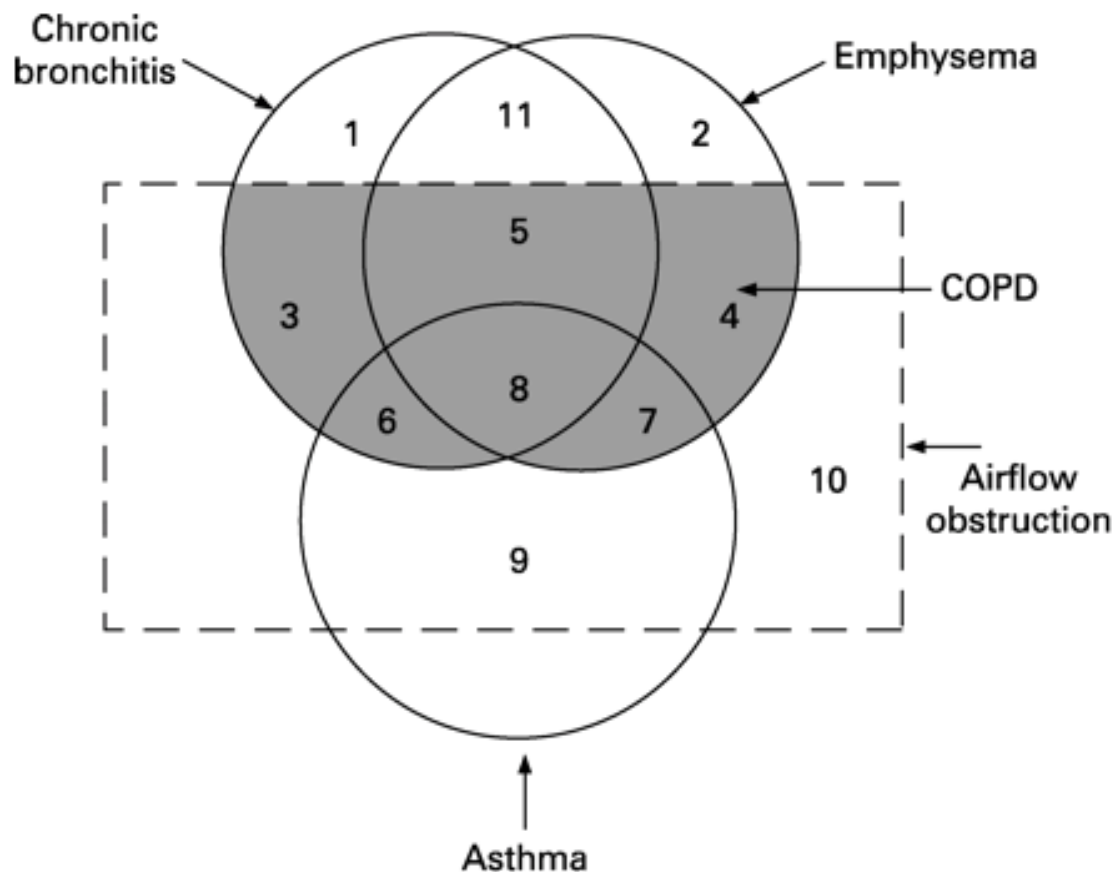 Chronic
bronchitis
Emphysema
1
11
2
5
COPD
3
4
8
6
7
10
Airflow
obstruction
9
Asthma